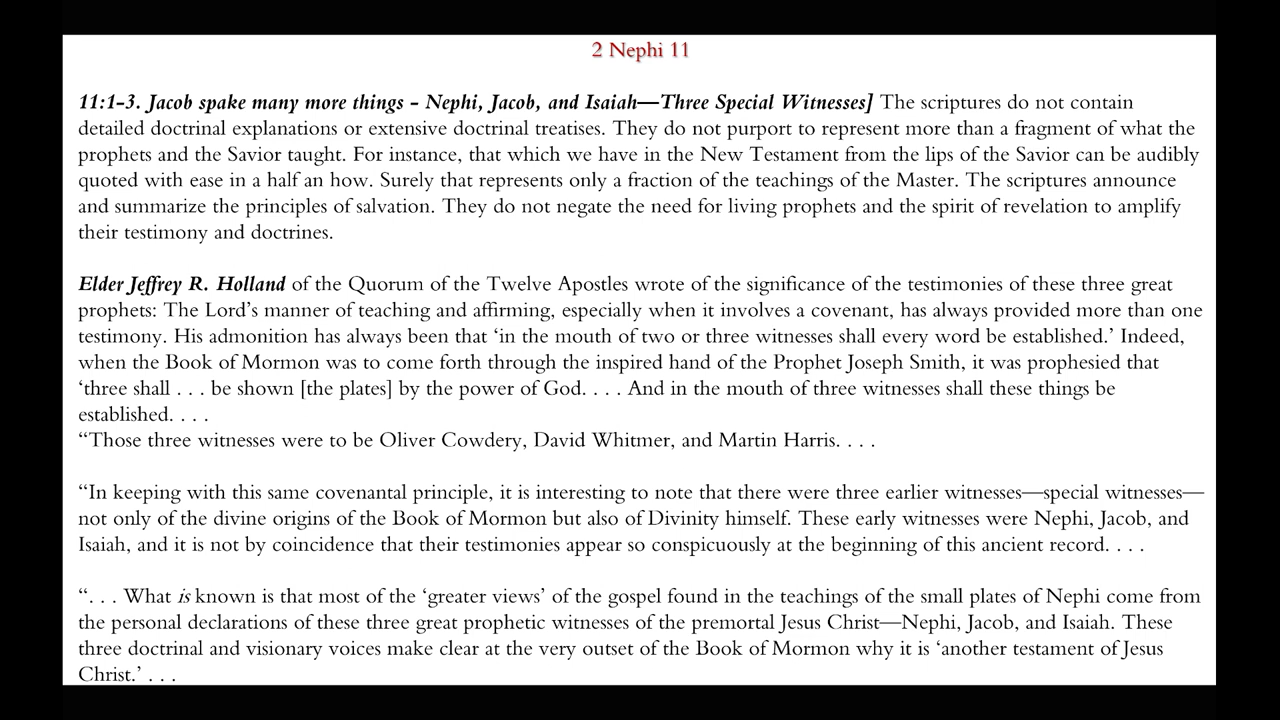 2 Nephi 11
11:1-3. Jacob spake many more things - Nephi, Jacob, and Isaiah—Three Special Witnesses] The scriptures do not contain
detailed doctrinal explanations or extensive doctrinal treatises. They do not purport to represent more than a fragment of what the
prophets and the Savior taught. For instance, that which we have in the New Testament from the lips of the Savior can be audibly
quoted with ease in a half an how. Surely that represents only a fraction of the teachings of the Master. The scriptures announce
and summarize the principles of salvation. They do not negate the need for living prophets and the spirit of revelation to amplify
their testimony and doctrines.
Elder Jeffrey R. Holland of the Quorum of the Twelve Apostles wrote of the significance of the testimonies of these three great
prophets: The Lord’s manner of teaching and affirming, especially when it involves a covenant, has always provided more than one
testimony. His admonition has always been that ‘in the mouth of two or three witnesses shall every word be established.’ Indeed,
when the Book of Mormon was to come forth through the inspired hand of the Prophet Joseph Smith, it was prophesied that
‘three shall . . . be shown [the plates] by the power of God. . . . And in the mouth of three witnesses shall these things be
established. . . .
“Those three witnesses were to be Oliver Cowdery, David Whitmer, and Martin Harris. . . .
“In keeping with this same covenantal principle, it is interesting to note that there were three earlier witnesses—special witnesses—
not only of the divine origins of the Book of Mormon but also of Divinity himself. These early witnesses were Nephi, Jacob, and
Isaiah, and it is not by coincidence that their testimonies appear so conspicuously at the beginning of this ancient record. . . .
“. . . What is known is that most of the ‘greater views’ of the gospel found in the teachings of the small plates of Nephi come from
the personal declarations of these three great prophetic witnesses of the premortal Jesus Christ—Nephi, Jacob, and Isaiah. These
three doctrinal and visionary voices make clear at the very outset of the Book of Mormon why it is ‘another testament of Jesus
Christ.’ . . .